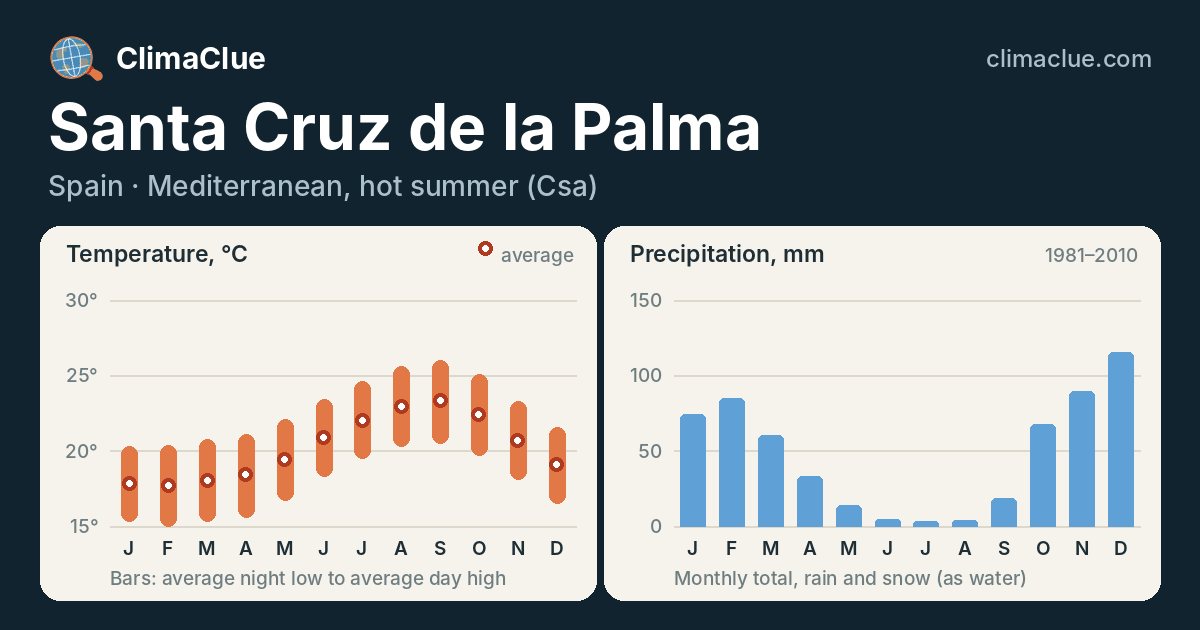 ClimaClue
climaclue.com
Santa Cruz de la Palma
Spain · Mediterranean, hot summer (Csa)
Temperature, °C
average
30°
25°
20°
15°
J F M A M J J A S O N D
Bars: average night low to average day high
Precipitation, mm
1981–2010
150
100
50
0
J F M A M J J A S O N D
Monthly total, rain and snow (as water)